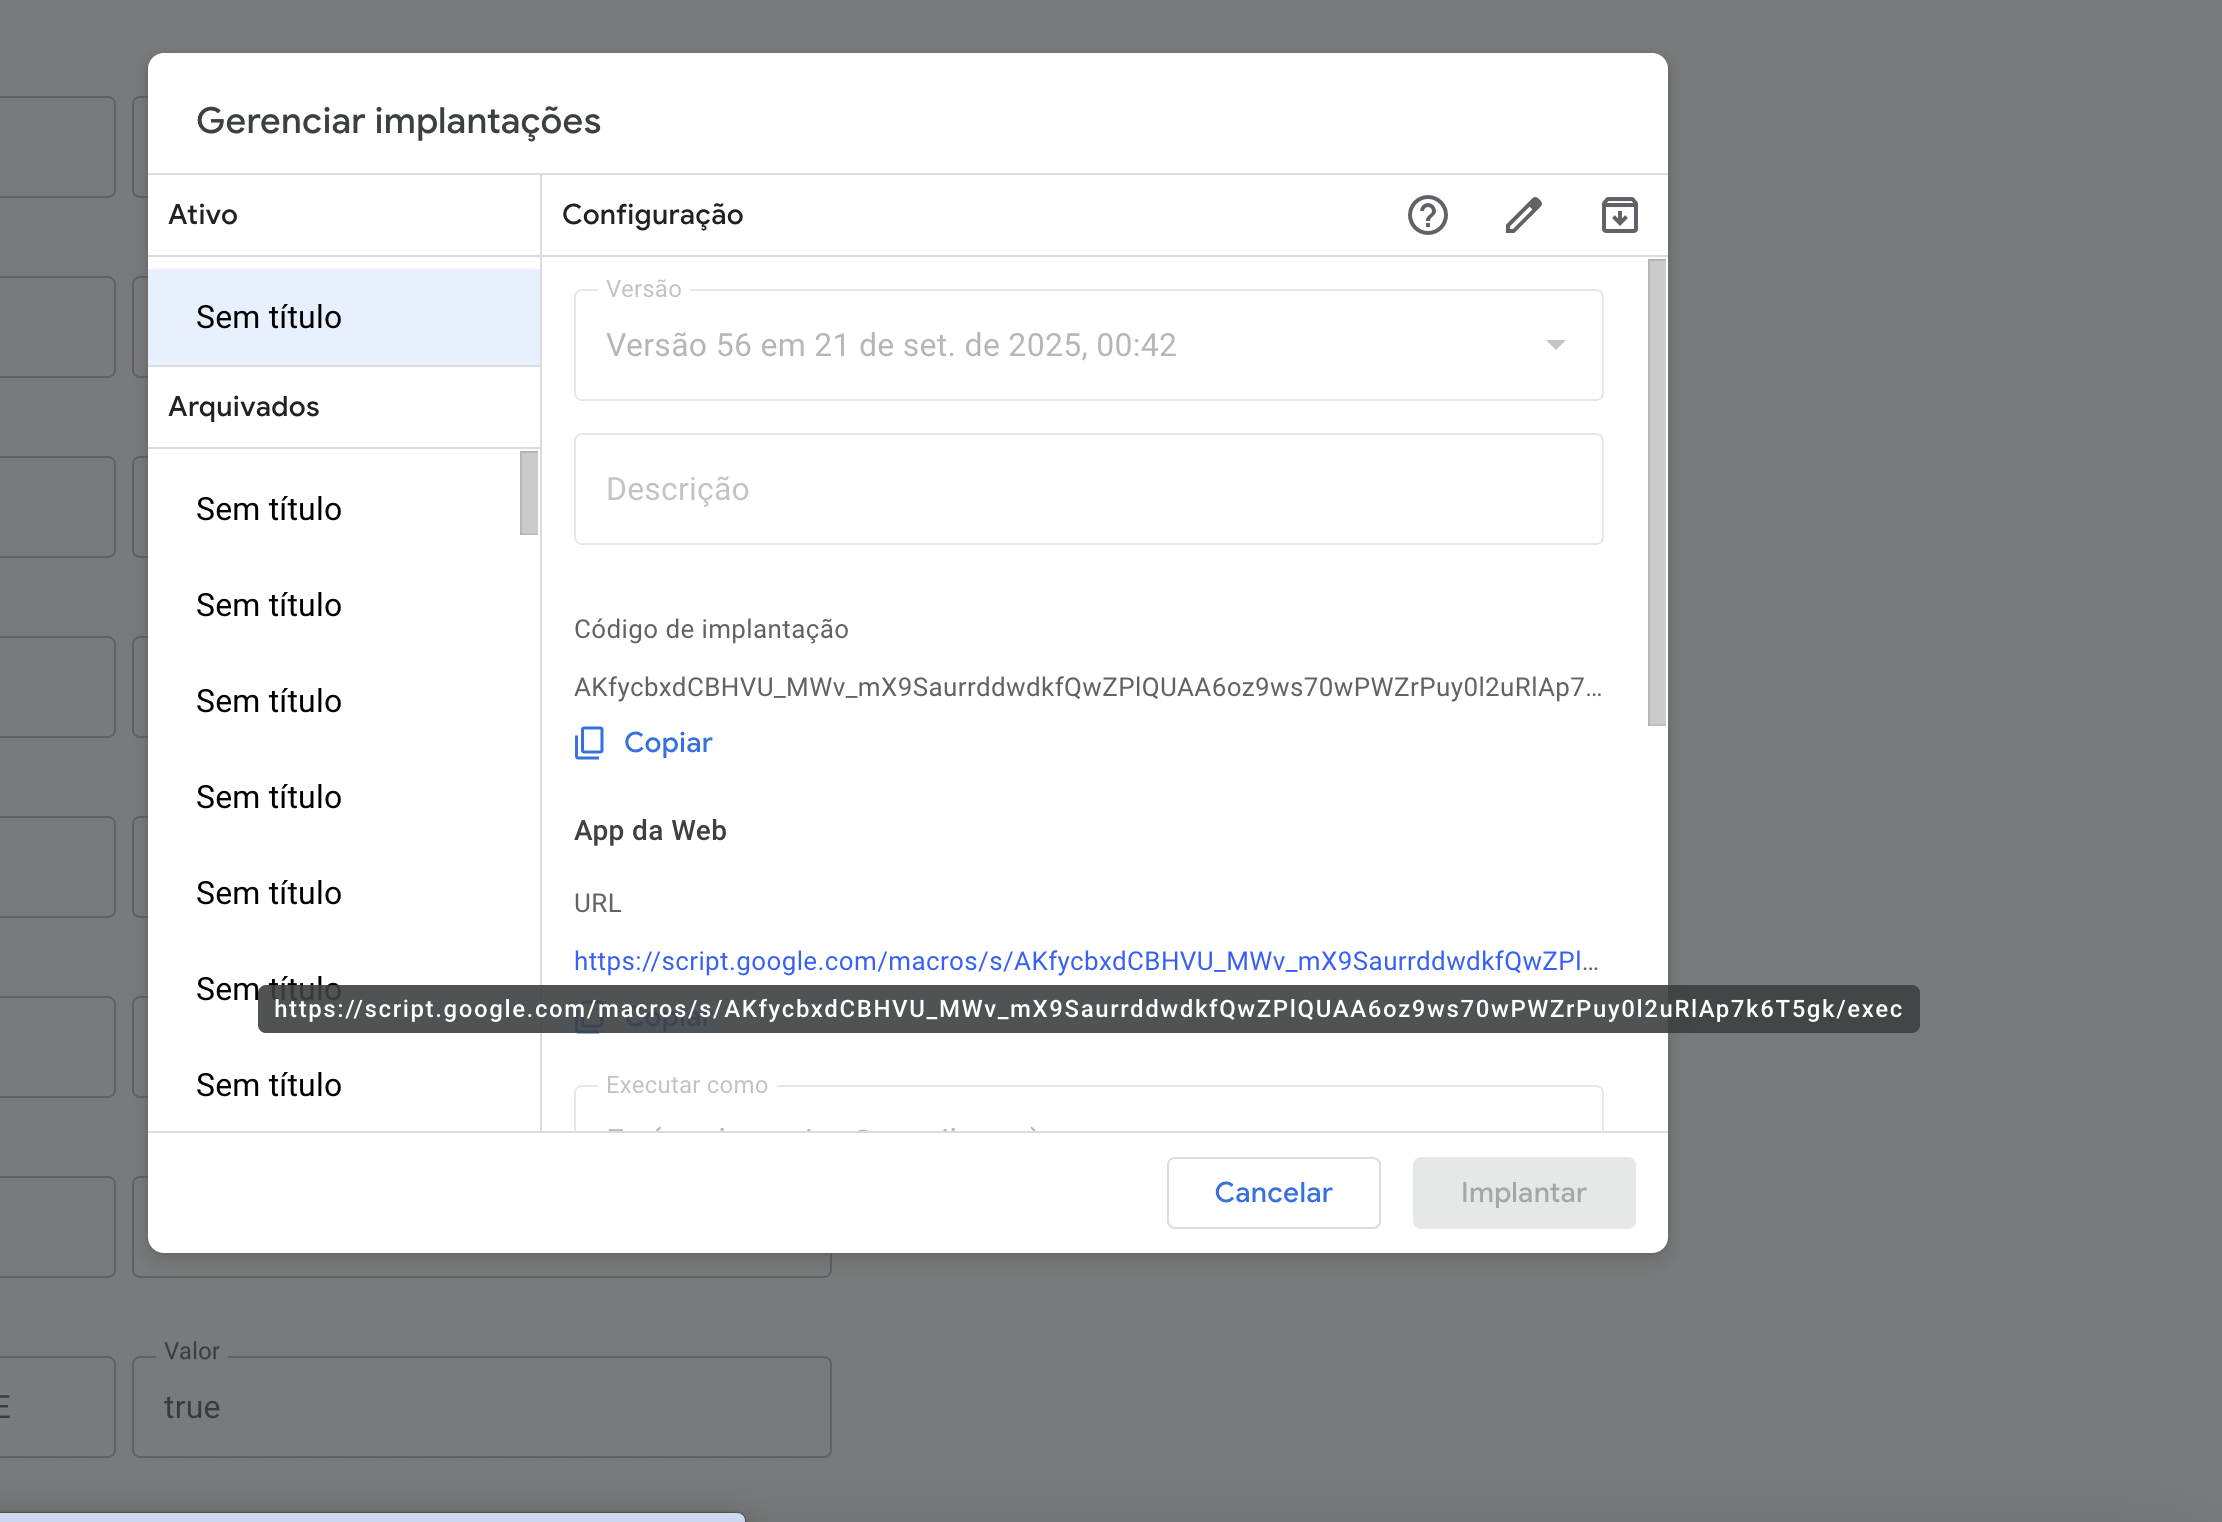 Gerenciar implantações
Ativo
Sem título
Arquivados
Sem título
Sem título
Sem título
Sem título
Sem título
Sem título
Sem título
Configuração
Versão
Versão 56 em 21 de set. de 2025, 00:42
Descrição
Código de implantação
AKfycbxdCBHVU_MWv_mX9SaurrddwdkfQwZPlQUAA6oz9ws70wPWZrPuy0l2uRlAp7...
Copiar
App da Web
URL
https://script.google.com/macros/s/AKfycbxdCBHVU_MWv_mX9SaurrddwdkfQwZPl...
https://script.google.com/macros/s/AKfycbxdCBHVU_MWv_mX9SaurrddwdkfQwZPlQUAA6oz9ws70wPWZrPuy0l2uRlAp7k6T5gk/exec
Copiar
Executar como
Cancelar
Implantar
Valor
E
true